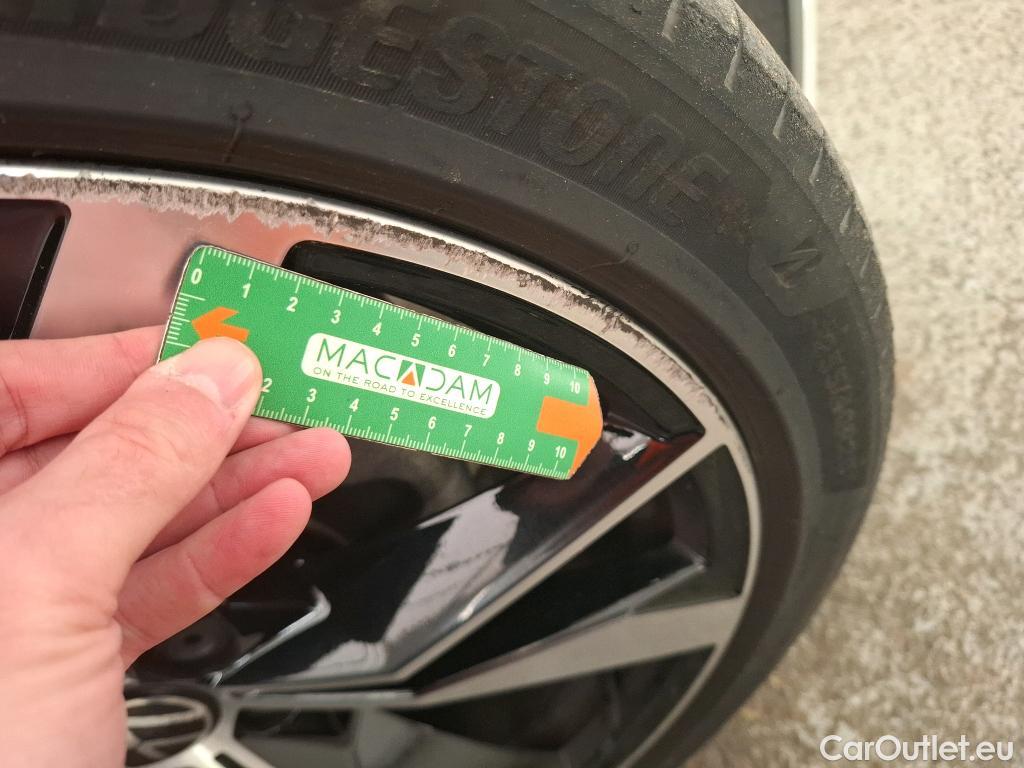 BRIDGESTONE
0 1 2 3 4 5 6 7 8 9 10
MACADAM
ON THE ROAD TO EXCELLENCE
2 3 4 5 6 7 8 9 10
CarOutlet.eu